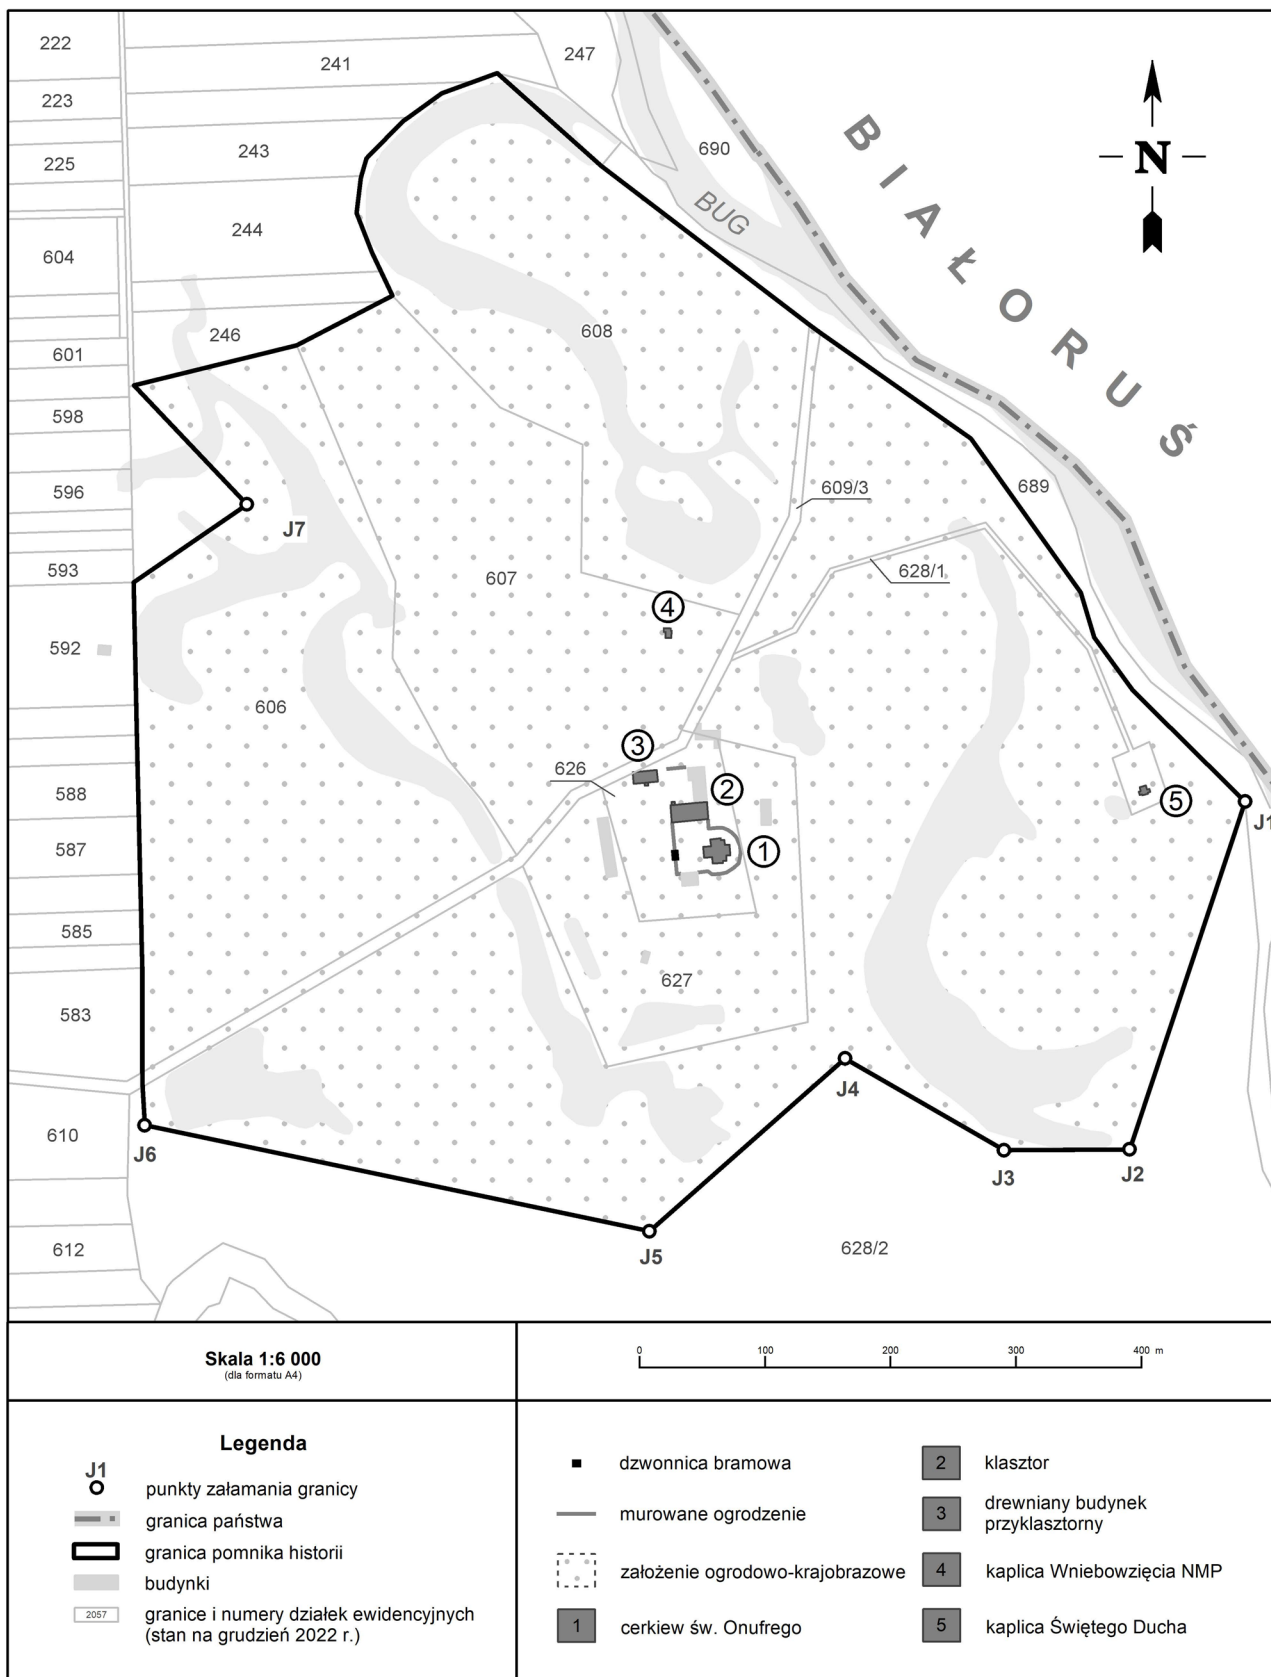 222
241
247
223
225
243
690
BIAŁORUŚ
N
BUG
244
604
246
608
601
598
596
J7
609/3
689
593
607
628/1
4
592
606
3
626
2
588
5
J1
587
1
585
627
583
J4
610
J6
J3
J2
J5
612
628/2
Skala 1:6 000
(dla formatu A4)
0 100 200 300 400 m
Legenda
J1
punkty załamania granicy
granica państwa
granica pomnika historii
budynki
2057
granice i numery działek ewidencyjnych
(stan na grudzień 2022 r.)
dzwonnica bramowa
murowane ogrodzenie
założenie ogrodowo-krajobrazowe
1 cerkiew św. Onufrego
2 klasztor
3 drewniany budynek
przyklasztorny
4 kaplica Wniebowzięcia NMP
5 kaplica Świętego Ducha